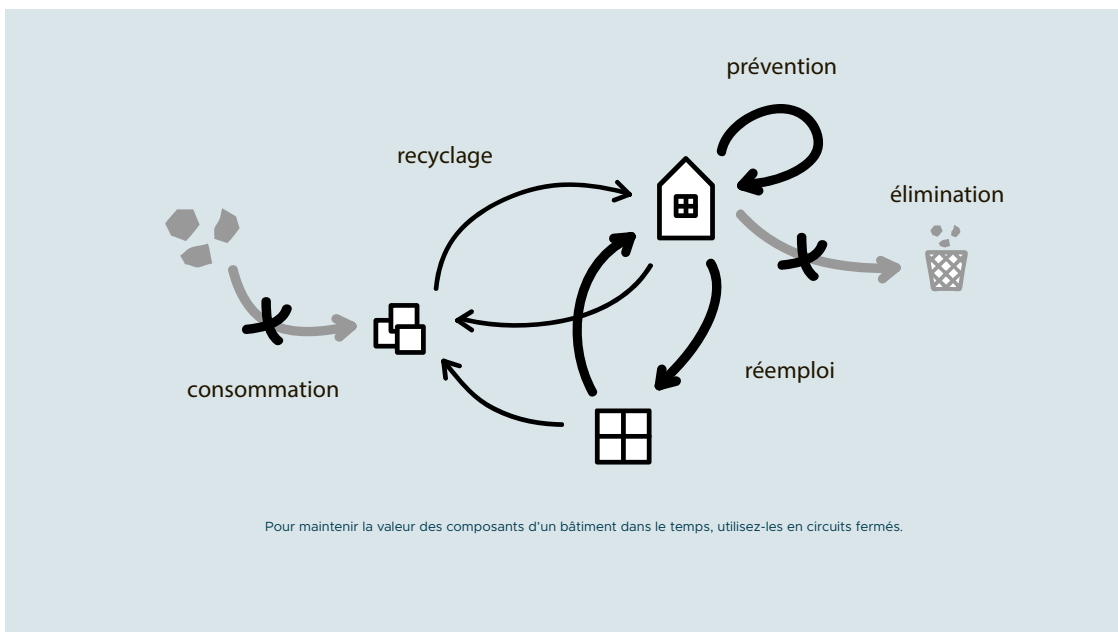 prévention
recyclage
élimination
réemploi
consommation
Pour maintenir la valeur des composants d'un bâtiment dans le temps, utilisez-les en circuits fermés.